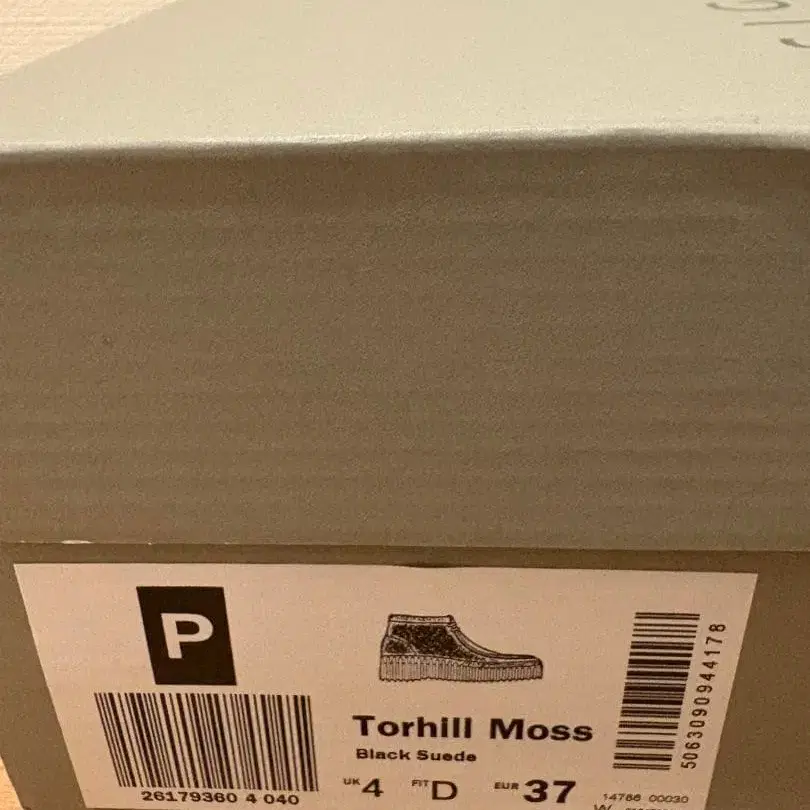 P
26179360 4 040
Torhill Moss
Black Suede
UK 4 FIT D EUR 37
5063090944178
14766 00030
W